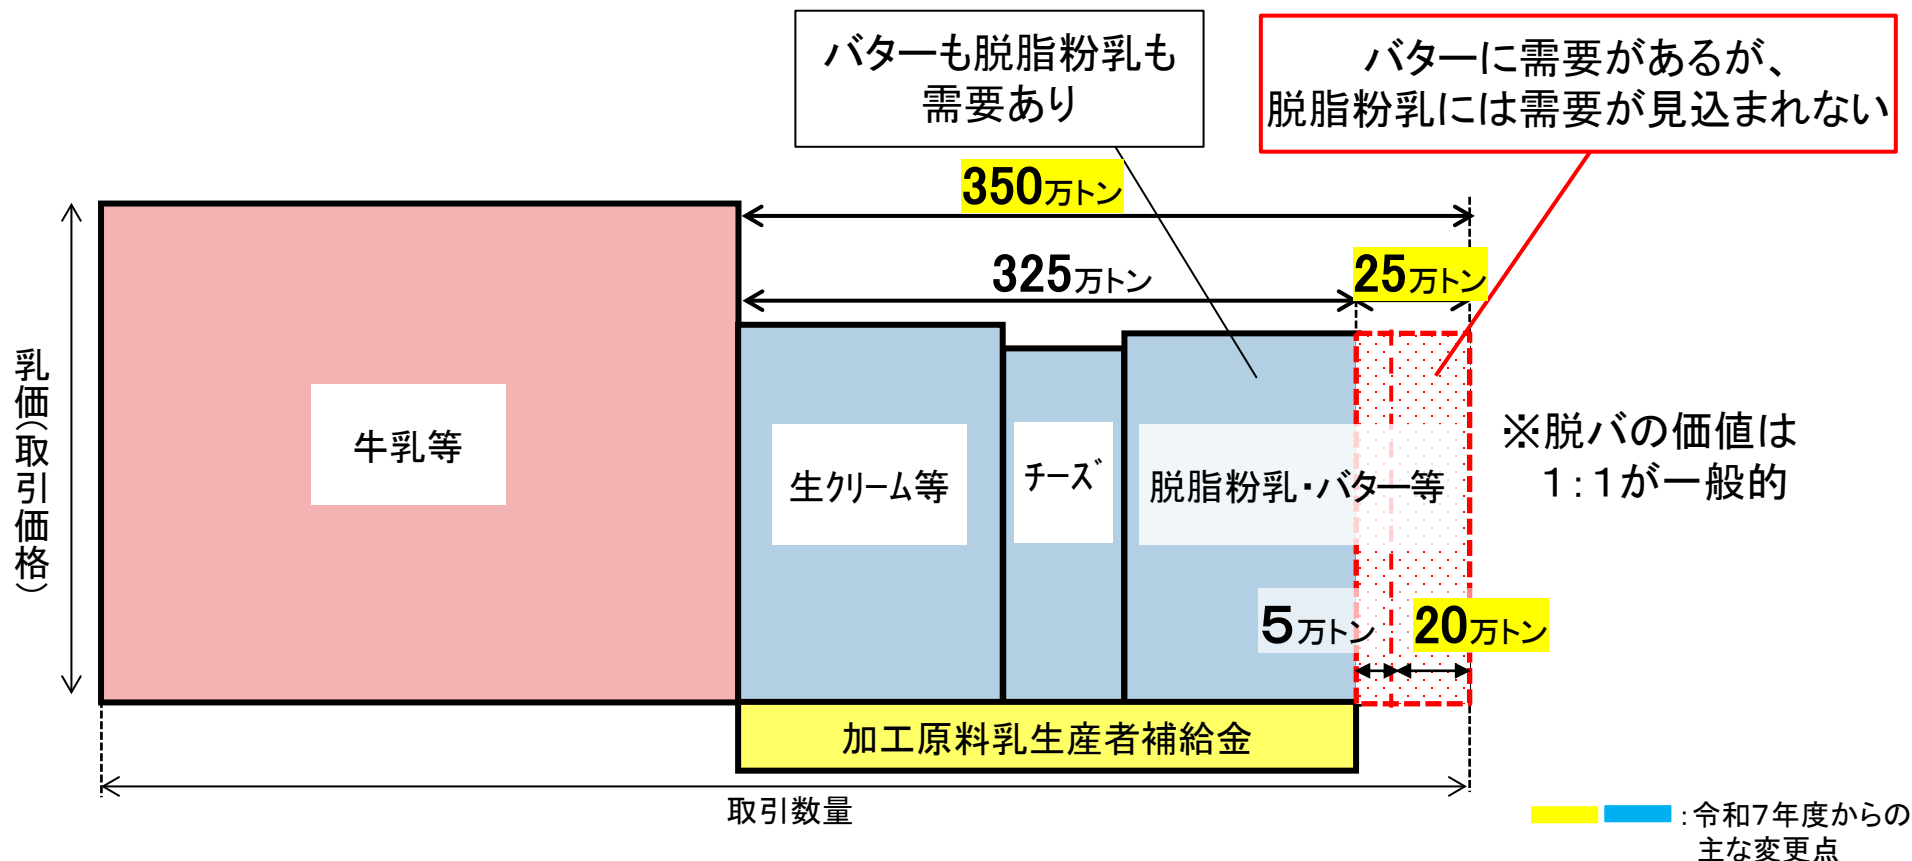 バターも脱脂粉乳も
需要あり
バターに需要があるが、
脱脂粉乳には需要が見込まれない
350万トン
325万トン
25万トン
乳価(取引価格)
牛乳等
生クリーム等
チーズ
脱脂粉乳・バター等
※脱バの価値は
1:1が一般的
5万トン
20万トン
加工原料乳生産者補給金
取引数量
:令和7年度からの
主な変更点